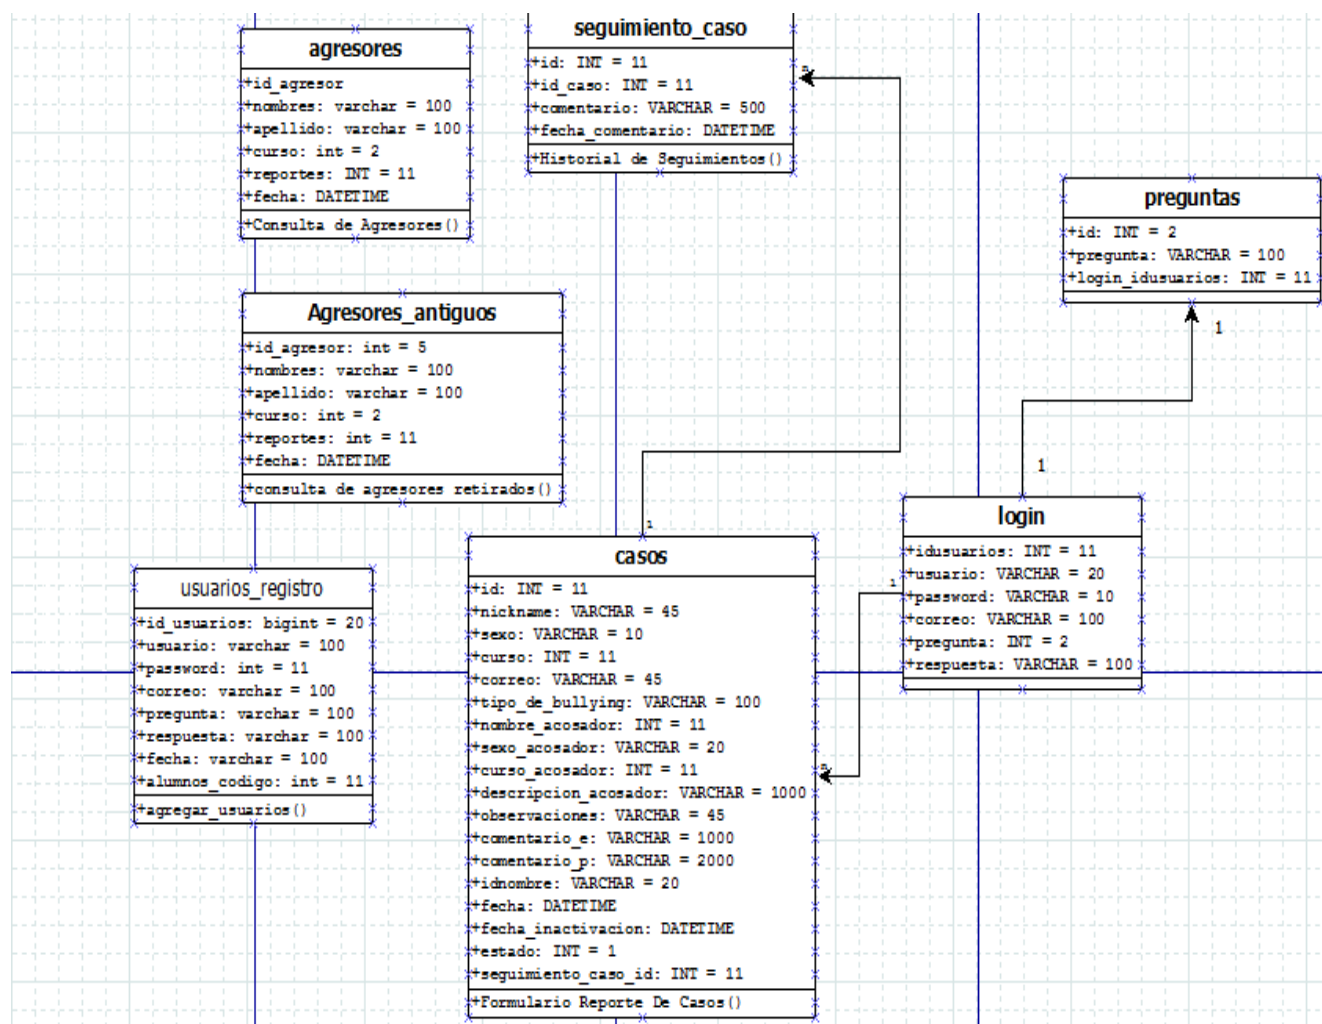 agresores
+id_agresor
+nombres: varchar = 100
+apellido: varchar = 100
+curso: int = 2
+reportes: INT = 11
+fecha: DATETIME
+Consulta de Agresores()
seguimiento_caso
+id: INT = 11
+id_caso: INT = 11
+comentario: VARCHAR = 500
+fecha_comentario: DATETIME
+Historial de Seguimientos()
n
preguntas
+id: INT = 2
+pregunta: VARCHAR = 100
+login_idusuarios: INT = 11
1
Agresores_antiguos
+id_agresor: int = 5
+nombres: varchar = 100
+apellido: varchar = 100
+curso: int = 2
+reportes: int = 11
+fecha: DATETIME
+consulta de agresores retirados()
1
login
+idusuarios: INT = 11
+usuario: VARCHAR = 20
+password: VARCHAR = 10
+correo: VARCHAR = 100
+pregunta: INT = 2
+respuesta: VARCHAR = 100
1
usuarios_registro
+id_usuarios: bigint = 20
+usuario: varchar = 100
+password: int = 11
+correo: varchar = 100
+pregunta: varchar = 100
+respuesta: varchar = 100
+fecha: varchar = 100
+alumnos_codigo: int = 11
+agregar_usuarios()
1
casos
+id: INT = 11
+nickname: VARCHAR = 45
+sexo: VARCHAR = 10
+curso: INT = 11
+correo: VARCHAR = 45
+tipo_de_bullying: VARCHAR = 100
+nombre_acosador: INT = 11
+sexo_acosador: VARCHAR = 20
+curso_acosador: INT = 11
+descripcion_acosador: VARCHAR = 1000
+observaciones: VARCHAR = 45
+comentario_e: VARCHAR = 1000
+comentario_p: VARCHAR = 2000
+idnombre: VARCHAR = 20
+fecha: DATETIME
+fecha_inactivacion: DATETIME
+estado: INT = 1
+seguimiento_caso_id: INT = 11
+Formulario Reporte De Casos()
n